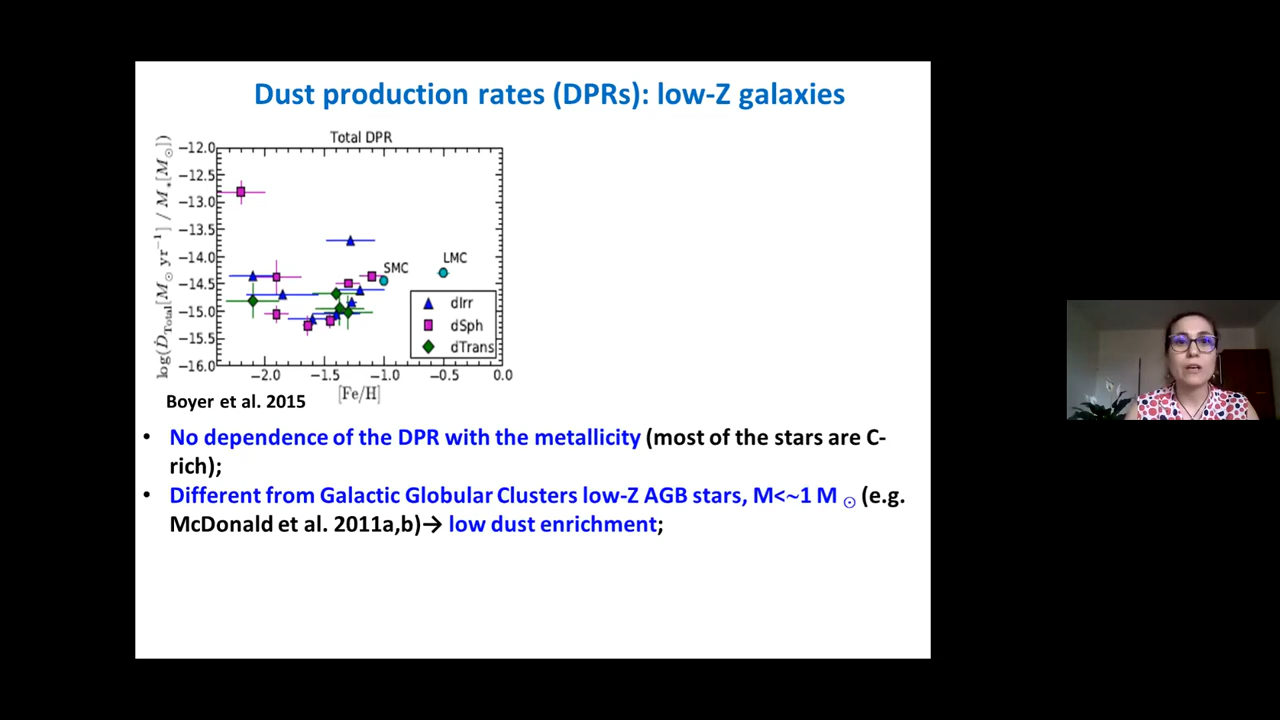 Dust production rates (DPRs): low-Z galaxies
Total DPR
log(Ḋ_Total[M⊙ yr⁻¹] / M⋆[M⊙])
−12.0
−12.5
−13.0
−13.5
−14.0
−14.5
−15.0
−15.5
−16.0
SMC
LMC
dIrr
dSph
dTrans
−2.0 −1.5 −1.0 −0.5 0.0
[Fe/H]
Boyer et al. 2015
• No dependence of the DPR with the metallicity (most of the stars are C-
rich);
• Different from Galactic Globular Clusters low-Z AGB stars, M<~1 M ⊙ (e.g.
McDonald et al. 2011a,b)→ low dust enrichment;